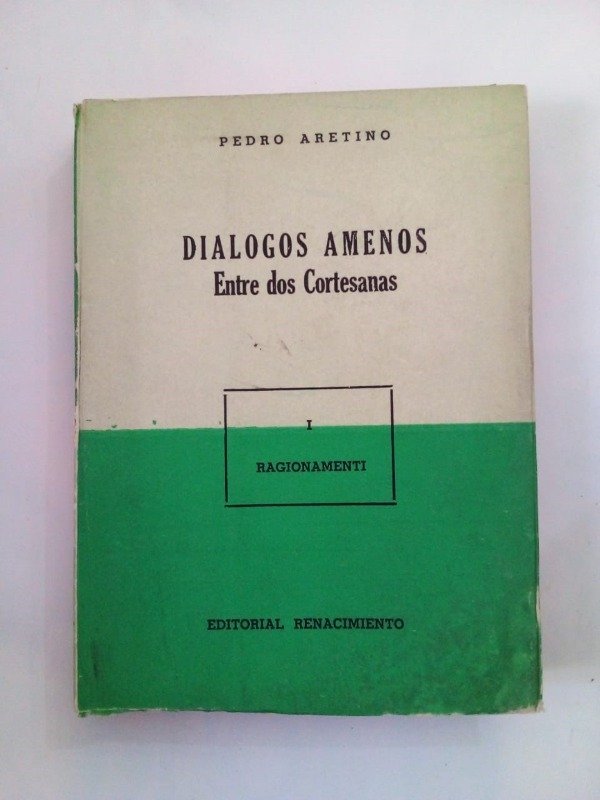 PEDRO ARETINO
DIALOGOS AMENOS
Entre dos Cortesanas
I
RAGIONAMENTI
EDITORIAL RENACIMIENTO